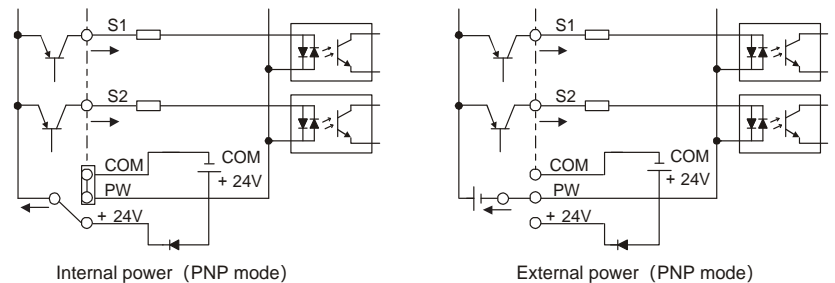 S1
S2
COM
COM
+ 24V
PW
+ 24V
Internal power (PNP mode)
S1
S2
COM
COM
+ 24V
PW
+ 24V
External power (PNP mode)